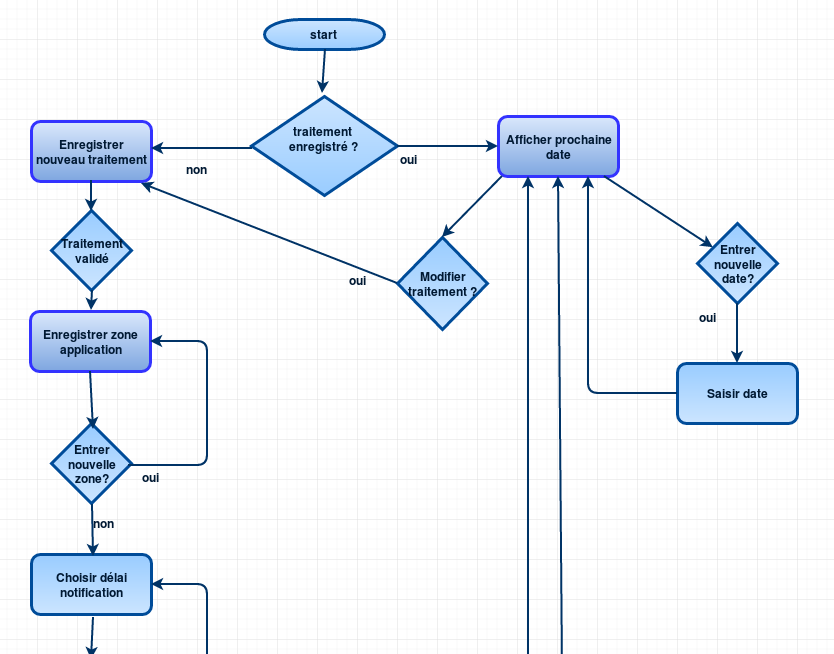 start
traitement
enregistré ?
non
oui
Enregistrer
nouveau traitement
Afficher prochaine
date
Traitement
validé
Modifier
traitement ?
oui
Entrer
nouvelle
date?
oui
Enregistrer zone
application
Saisir date
Entrer
nouvelle
zone?
oui
non
Choisir délai
notification